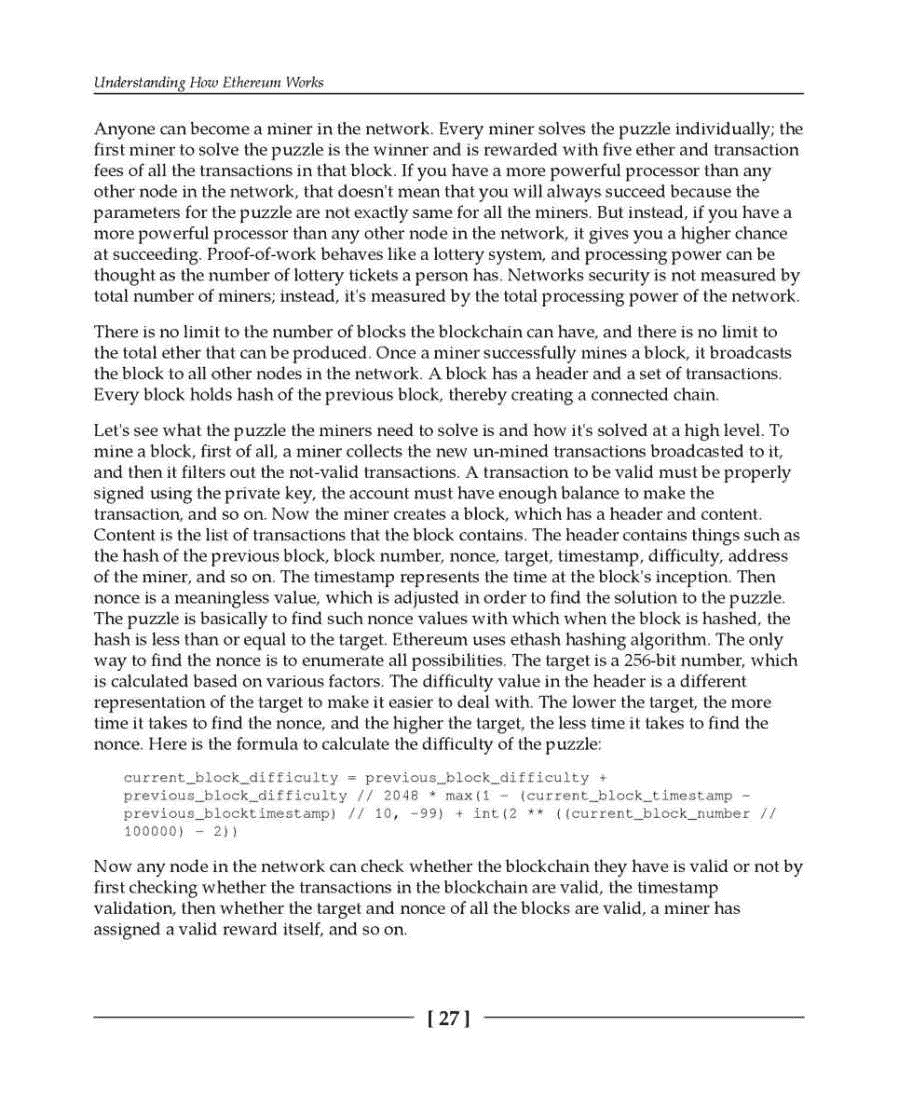 Understanding How Ethereum Works
Anyone can become a miner in the network. Every miner solves the puzzle individually; the
first miner to solve the puzzle is the winner and is rewarded with five ether and transaction
fees of all the transactions in that block. If you have a more powerful processor than any
other node in the network, that doesn't mean that you will always succeed because the
parameters for the puzzle are not exactly same for all the miners. But instead, if you have a
more powerful processor than any other node in the network, it gives you a higher chance
at succeeding. Proof-of-work behaves like a lottery system, and processing power can be
thought as the number of lottery tickets a person has. Networks security is not measured by
total number of miners; instead, it's measured by the total processing power of the network.
There is no limit to the number of blocks the blockchain can have, and there is no limit to
the total ether that can be produced. Once a miner successfully mines a block, it broadcasts
the block to all other nodes in the network. A block has a header and a set of transactions.
Every block holds hash of the previous block, thereby creating a connected chain.
Let's see what the puzzle the miners need to solve is and how it's solved at a high level. To
mine a block, first of all, a miner collects the new un-mined transactions broadcasted to it,
and then it filters out the not-valid transactions. A transaction to be valid must be properly
signed using the private key, the account must have enough balance to make the
transaction, and so on. Now the miner creates a block, which has a header and content.
Content is the list of transactions that the block contains. The header contains things such as
the hash of the previous block, block number, nonce, target, timestamp, difficulty, address
of the miner, and so on. The timestamp represents the time at the block's inception. Then
nonce is a meaningless value, which is adjusted in order to find the solution to the puzzle.
The puzzle is basically to find such nonce values with which when the block is hashed, the
hash is less than or equal to the target. Ethereum uses ethash hashing algorithm. The only
way to find the nonce is to enumerate all possibilities. The target is a 256-bit number, which
is calculated based on various factors. The difficulty value in the header is a different
representation of the target to make it easier to deal with. The lower the target, the more
time it takes to find the nonce, and the higher the target, the less time it takes to find the
nonce. Here is the formula to calculate the difficulty of the puzzle:
current_block_difficulty = previous_block_difficulty +
previous_block_difficulty // 2048 * max(1 - (current_block_timestamp -
previous_blocktimestamp) // 10, -99) + int(2 ** ((current_block_number //
100000) - 2))
Now any node in the network can check whether the blockchain they have is valid or not by
first checking whether the transactions in the blockchain are valid, the timestamp
validation, then whether the target and nonce of all the blocks are valid, a miner has
assigned a valid reward itself, and so on.
[ 27 ]